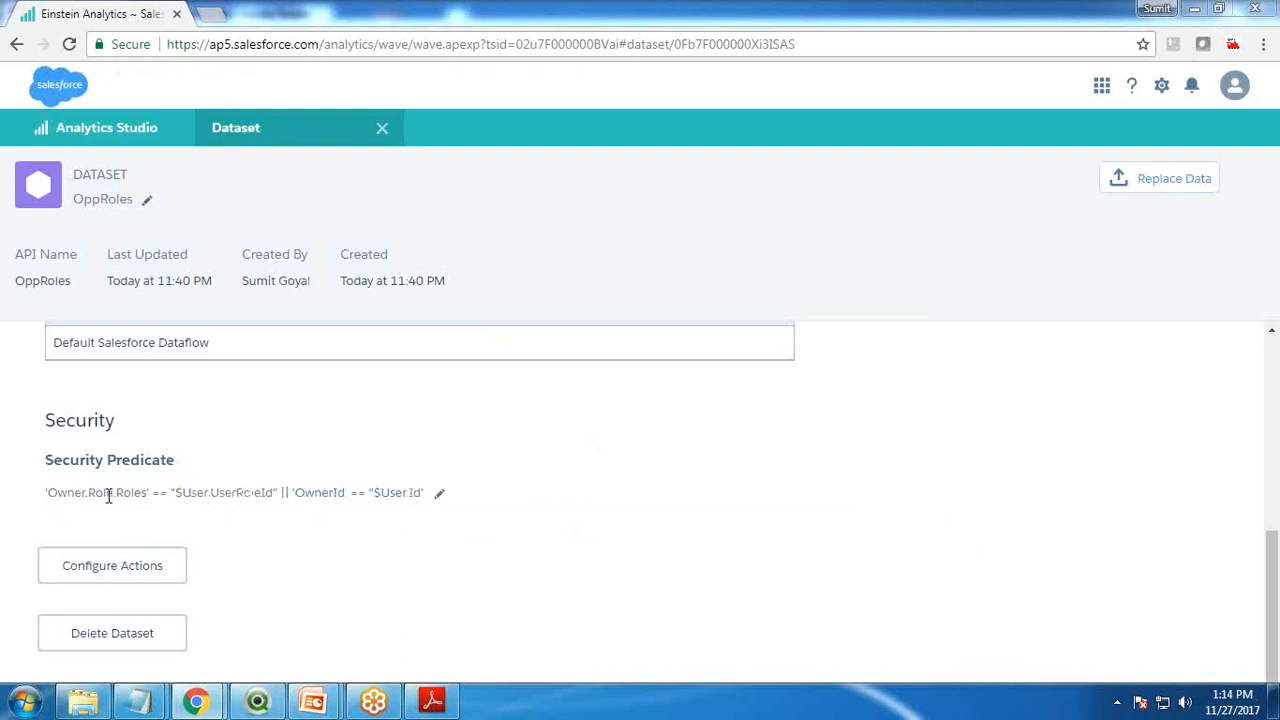 Einstein Analytics ~ Sales
Sumit
Secure https://ap5.salesforce.com/analytics/wave/wave.apexp?tsid=02u7F000000BVai#dataset/0Fb7F000000Xi3ISAS
salesforce
Analytics Studio Dataset
DATASET
OppRoles
Replace Data
API Name Last Updated Created By Created
OppRoles Today at 11:40 PM Sumit Goyal Today at 11:40 PM
Default Salesforce Dataflow
Security
Security Predicate
'Owner.Role.Roles' == "$User.UserRoleId" || 'OwnerId == "$User.Id"
Configure Actions
Delete Dataset
1:14 PM
11/27/2017